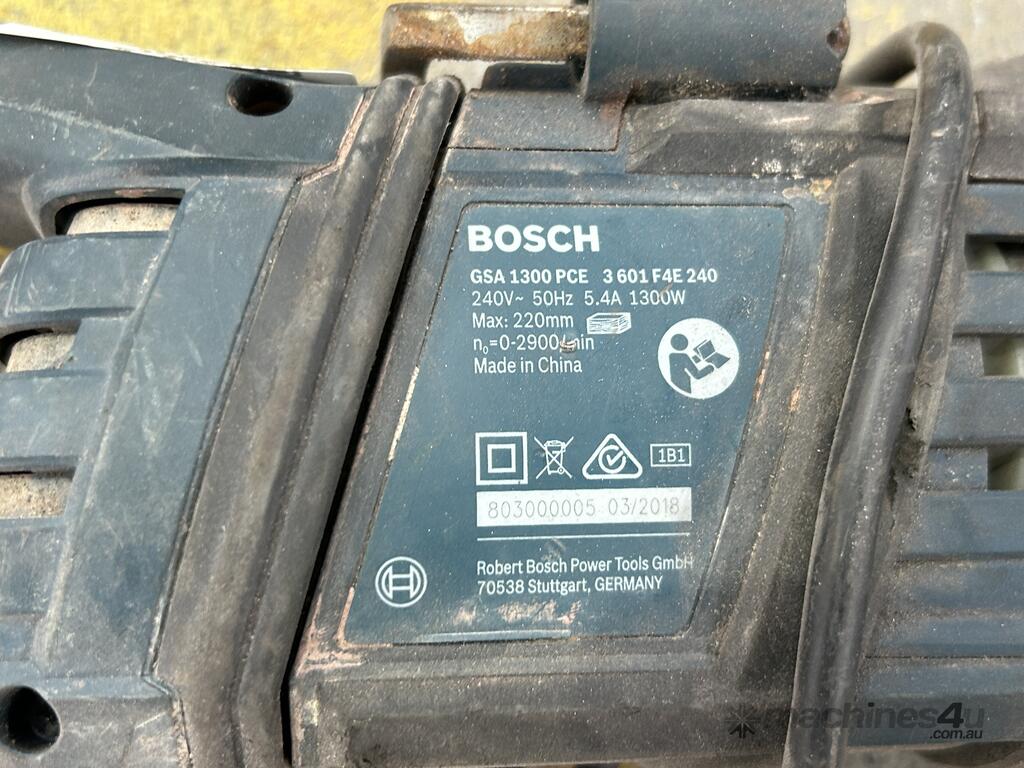 BOSCH
GSA 1300 PCE 3 601 F4E 240
240V~ 50Hz 5.4A 1300W
Max: 220mm
n₀=0-2900/min
Made in China
1B1
803000005 03/2018
Robert Bosch Power Tools GmbH
70538 Stuttgart, GERMANY
machines4u
.com.au